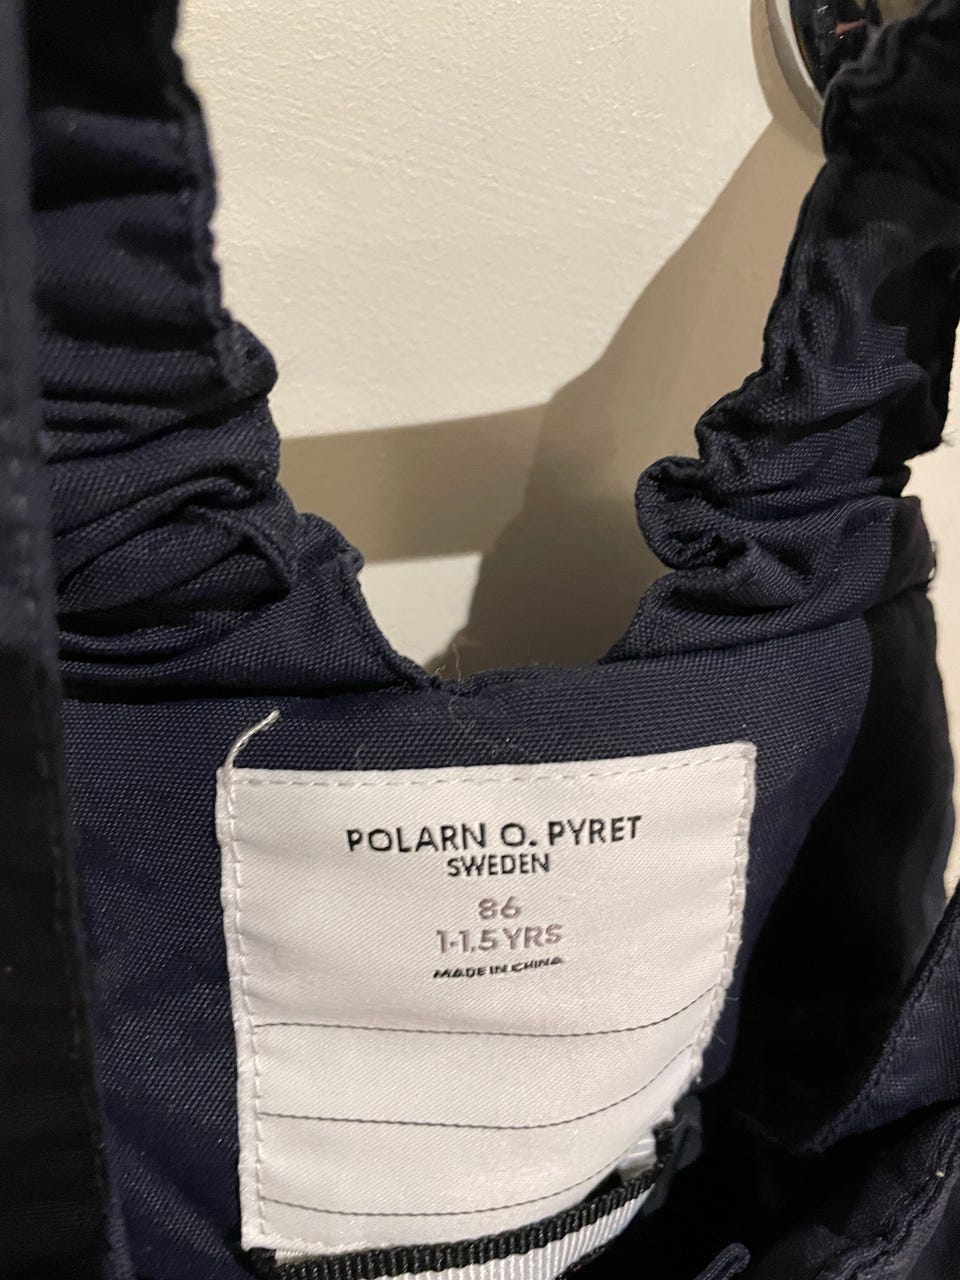 POLARN O. PYRET
SWEDEN
86
1-1,5 YRS
MADE IN CHINA